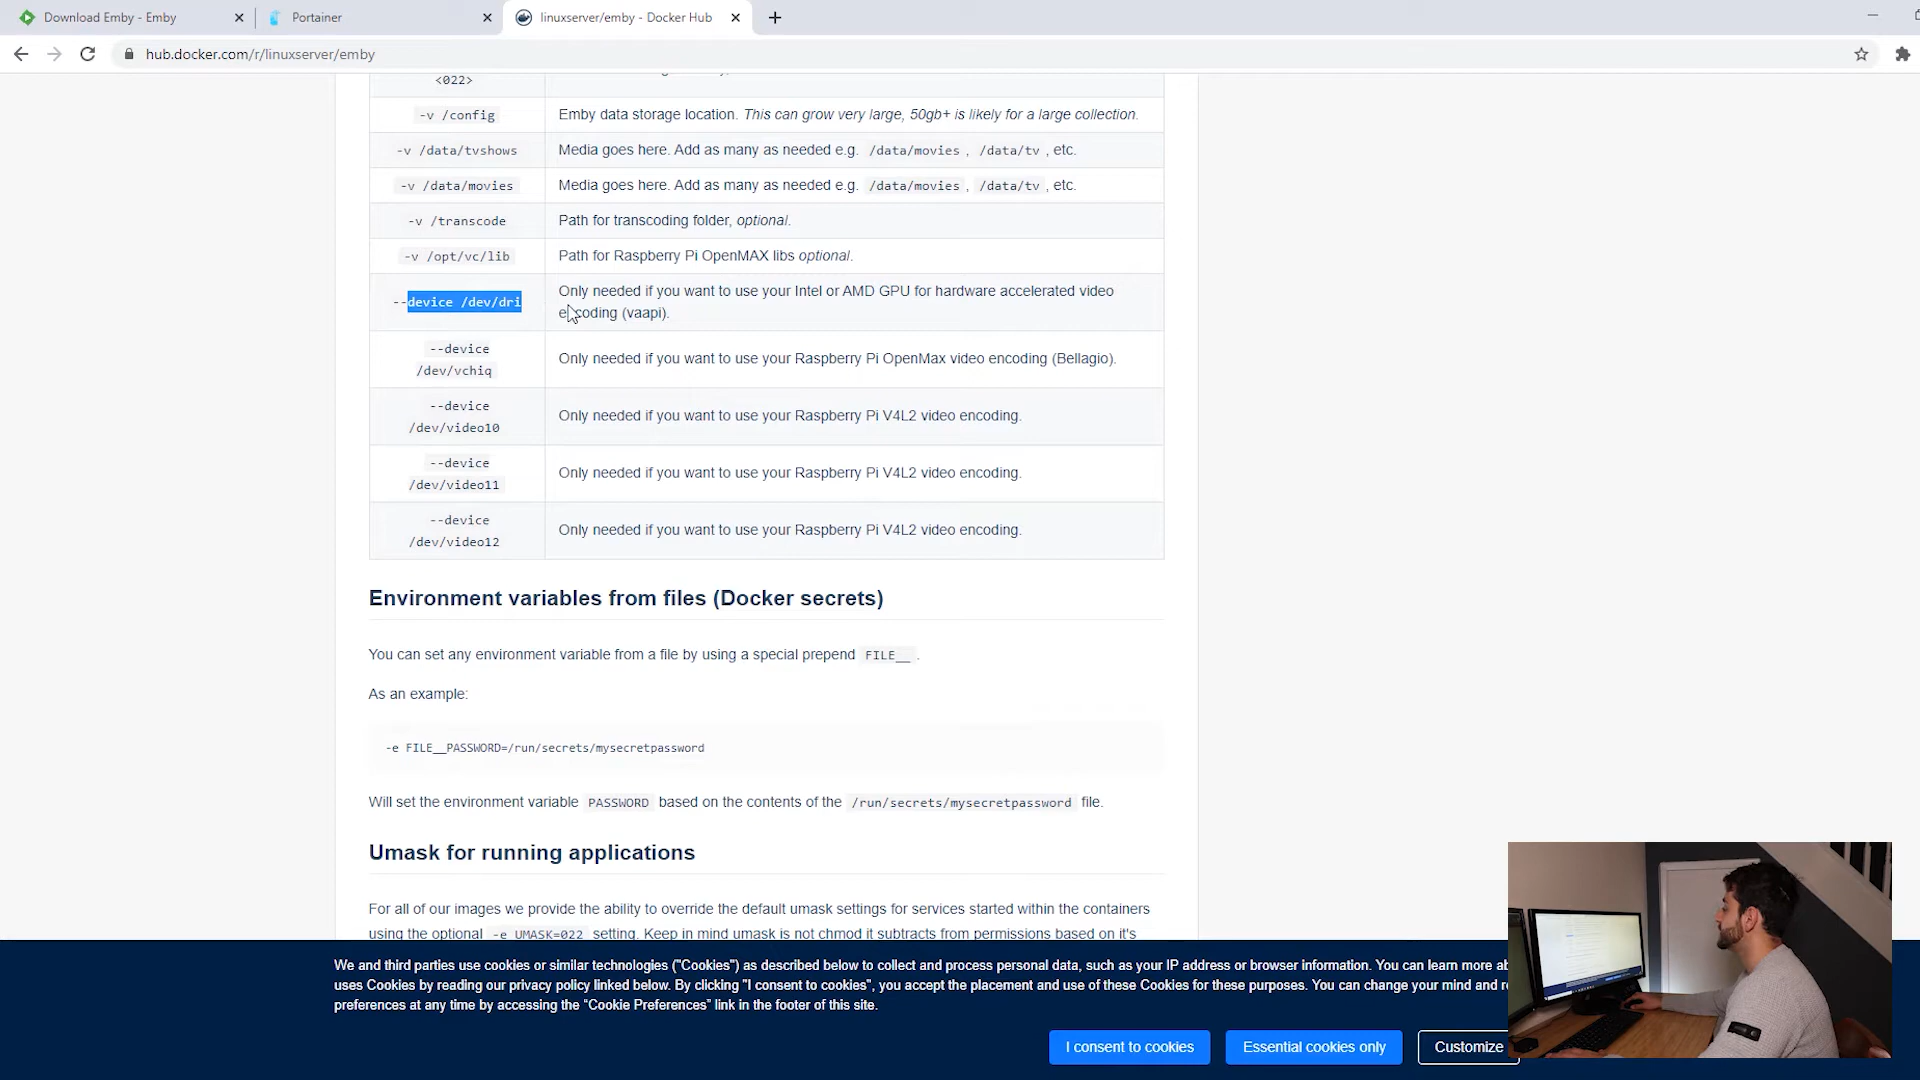 Download Emby - Emby
Portainer
linuxserver/emby - Docker Hub
hub.docker.com/r/linuxserver/emby
<022>
-v /config Emby data storage location. This can grow very large, 50gb+ is likely for a large collection.
-v /data/tvshows Media goes here. Add as many as needed e.g. /data/movies , /data/tv , etc.
-v /data/movies Media goes here. Add as many as needed e.g. /data/movies , /data/tv , etc.
-v /transcode Path for transcoding folder, optional.
-v /opt/vc/lib Path for Raspberry Pi OpenMAX libs optional.
--device /dev/dri Only needed if you want to use your Intel or AMD GPU for hardware accelerated video
encoding (vaapi).
--device
/dev/vchiq
Only needed if you want to use your Raspberry Pi OpenMax video encoding (Bellagio).
--device
/dev/video10
Only needed if you want to use your Raspberry Pi V4L2 video encoding.
--device
/dev/video11
Only needed if you want to use your Raspberry Pi V4L2 video encoding.
--device
/dev/video12
Only needed if you want to use your Raspberry Pi V4L2 video encoding.
Environment variables from files (Docker secrets)
You can set any environment variable from a file by using a special prepend FILE__ .
As an example:
-e FILE__PASSWORD=/run/secrets/mysecretpassword
Will set the environment variable PASSWORD based on the contents of the /run/secrets/mysecretpassword file.
Umask for running applications
For all of our images we provide the ability to override the default umask settings for services started within the containers
using the optional -e UMASK=022 setting. Keep in mind umask is not chmod it subtracts from permissions based on it's
We and third parties use cookies or similar technologies ("Cookies") as described below to collect and process personal data, such as your IP address or browser information. You can learn more
uses Cookies by reading our privacy policy linked below. By clicking "I consent to cookies", you accept the placement and use of these Cookies for these purposes. You can change your mind and
preferences at any time by accessing the "Cookie Preferences" link in the footer of this site.
I consent to cookies
Essential cookies only
Customize